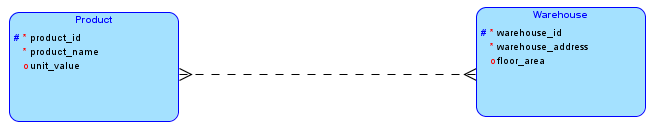 Product
# * product_id
* product_name
o unit_value
Warehouse
# * warehouse_id
* warehouse_address
o floor_area